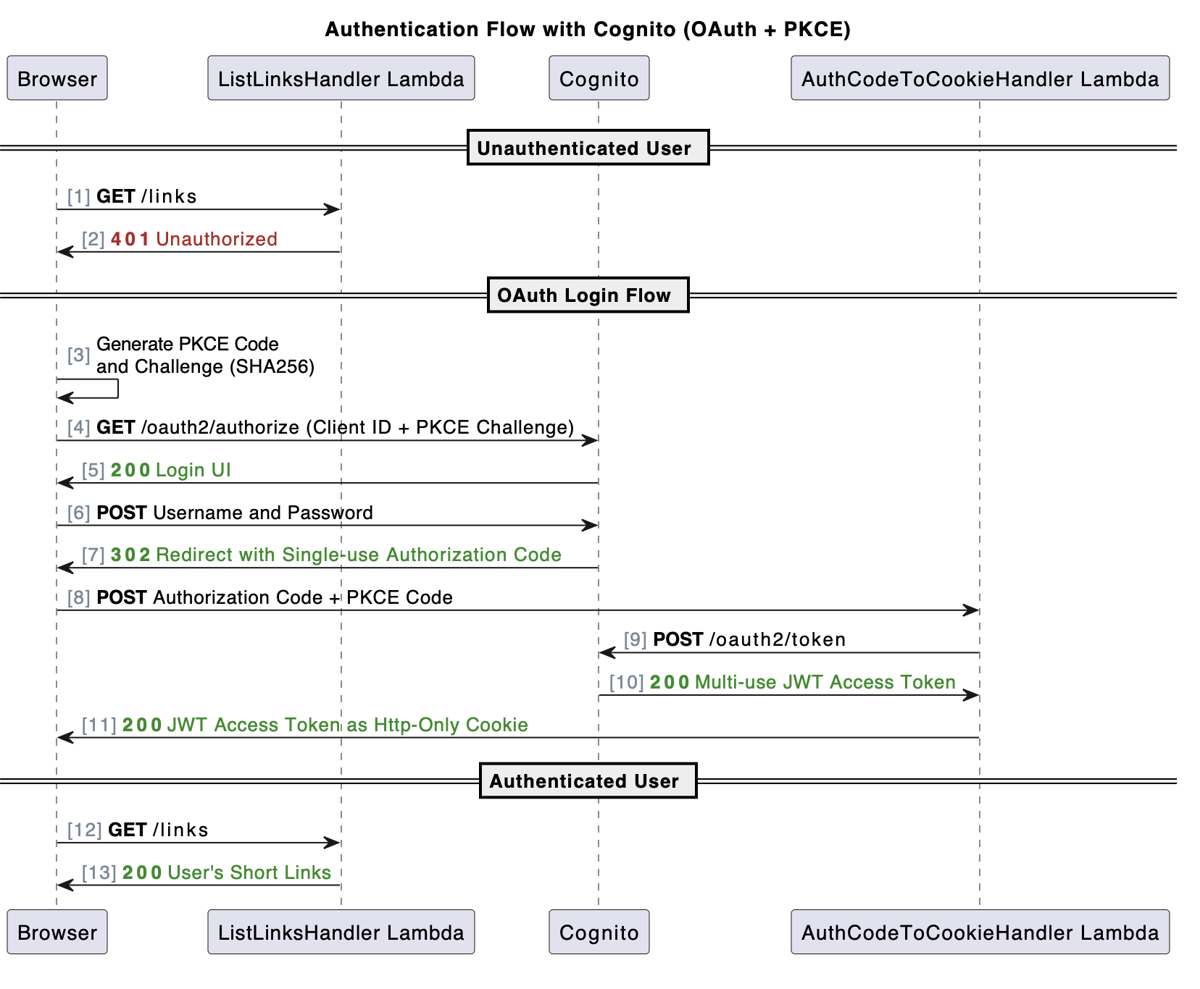 Authentication Flow with Cognito (OAuth + PKCE)
Browser
ListLinksHandler Lambda
Cognito
AuthCodeToCookieHandler Lambda
Unauthenticated User
[1] GET /links
[2] 401 Unauthorized
OAuth Login Flow
[3] Generate PKCE Code
and Challenge (SHA256)
[4] GET /oauth2/authorize (Client ID + PKCE Challenge)
[5] 200 Login UI
[6] POST Username and Password
[7] 302 Redirect with Single-use Authorization Code
[8] POST Authorization Code + PKCE Code
[9] POST /oauth2/token
[10] 200 Multi-use JWT Access Token
[11] 200 JWT Access Token as Http-Only Cookie
Authenticated User
[12] GET /links
[13] 200 User's Short Links
Browser
ListLinksHandler Lambda
Cognito
AuthCodeToCookieHandler Lambda